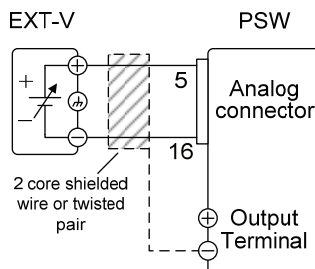 EXT-V
PSW
5
Analog
connector
16
2 core shielded
wire or twisted
pair
Output
Terminal